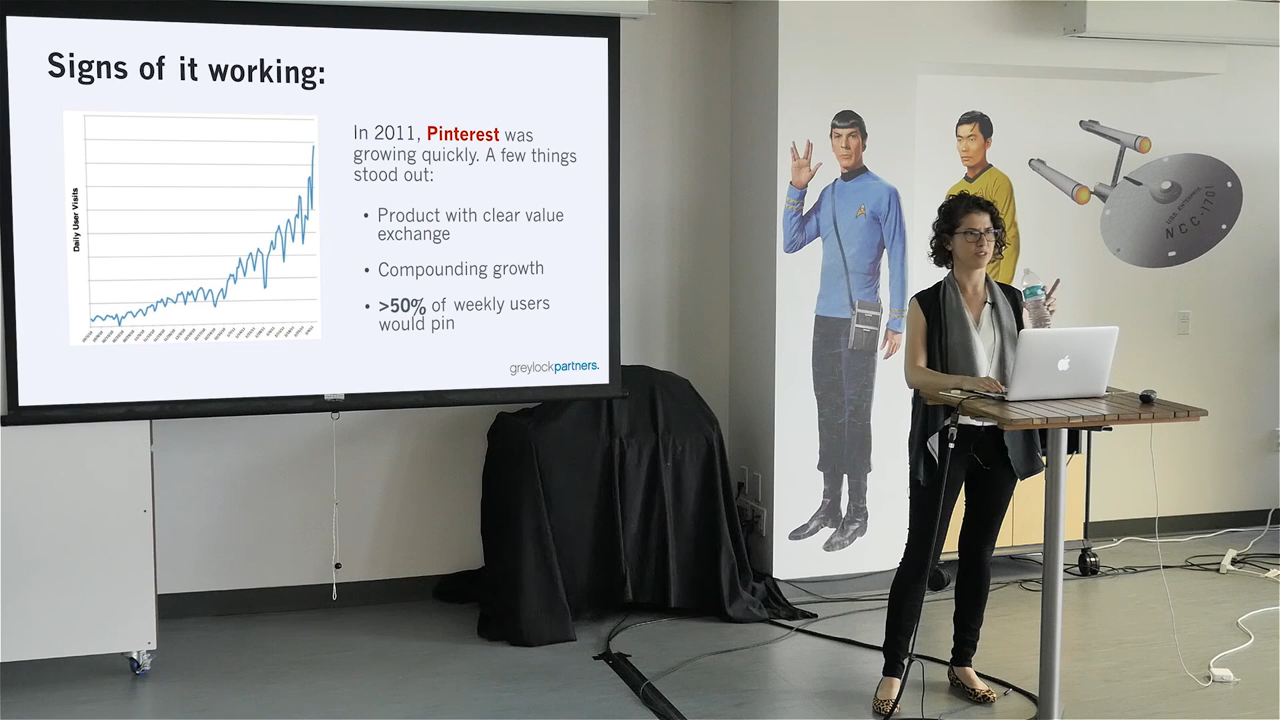 Signs of it working:
Daily User Visits
In 2011, Pinterest was
growing quickly. A few things
stood out:
• Product with clear value
exchange
• Compounding growth
• >50% of weekly users
would pin
greylockpartners.
U.S.S. ENTERPRISE
NCC-1701